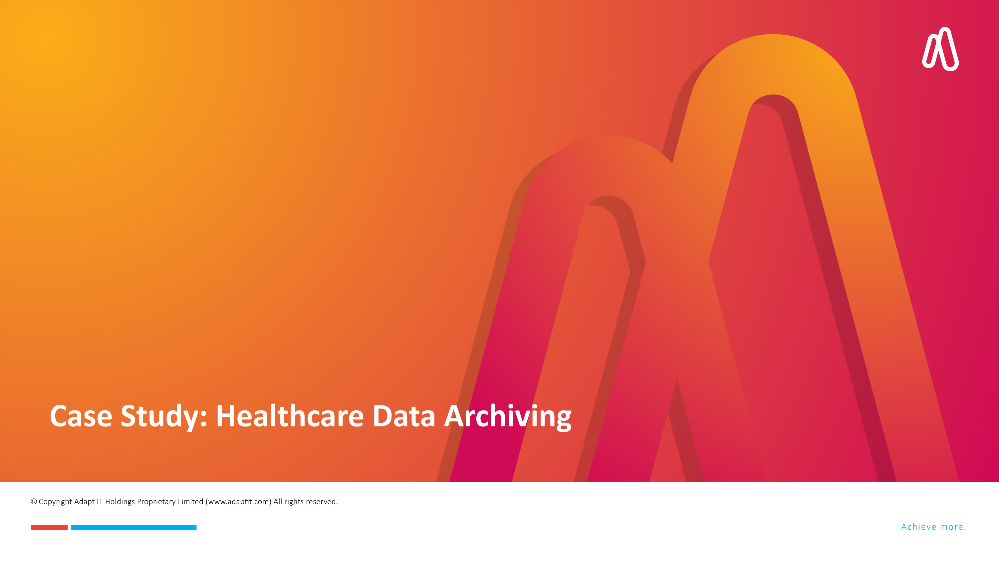 Case Study: Healthcare Data Archiving
© Copyright Adapt IT Holdings Proprietary Limited (www.adaptit.com) All rights reserved.
Achieve more.